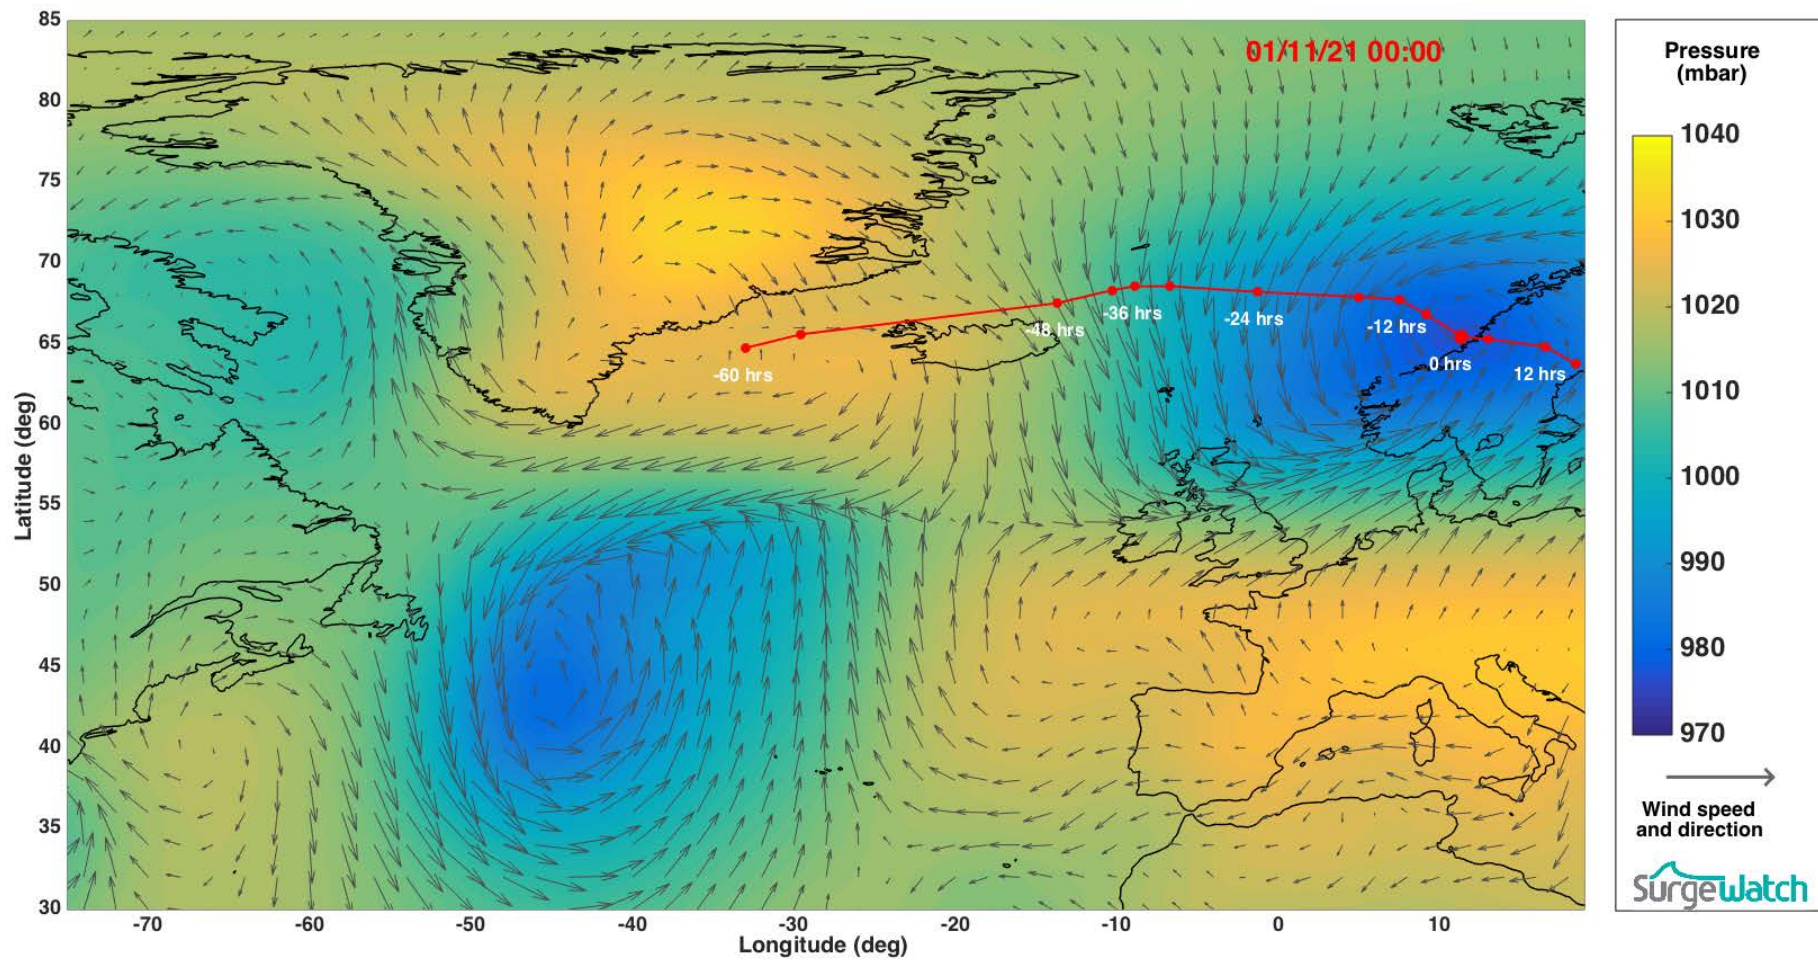 85
80
75
70
65
60
55
50
45
40
35
30
Latitude (deg)
01/11/21 00:00
-60 hrs
-48 hrs
-36 hrs
-24 hrs
-12 hrs
0 hrs
12 hrs
-70
-60
-50
-40
-30
-20
-10
0
10
Longitude (deg)
Pressure
(mbar)
1040
1030
1020
1010
1000
990
980
970
Wind speed
and direction
SurgeWatch